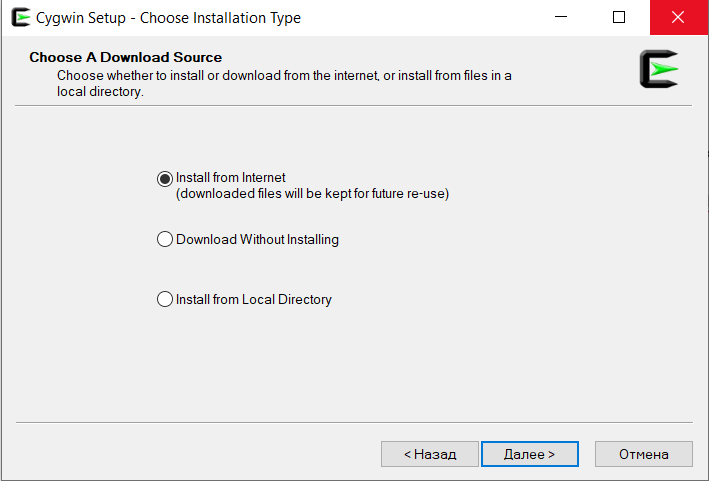 Cygwin Setup - Choose Installation Type
Choose A Download Source
Choose whether to install or download from the internet, or install from files in a
local directory.
Install from Internet
(downloaded files will be kept for future re-use)
Download Without Installing
Install from Local Directory
< Назад
Далее >
Отмена